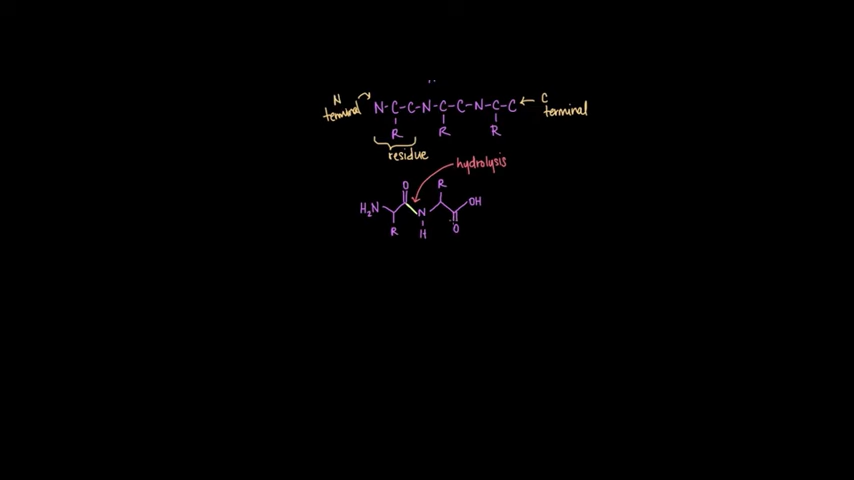 N terminal
N-C-C-N-C-C-N-C-C
C terminal
R R R
residue
hydrolysis
O R
H₂N N OH
R H O